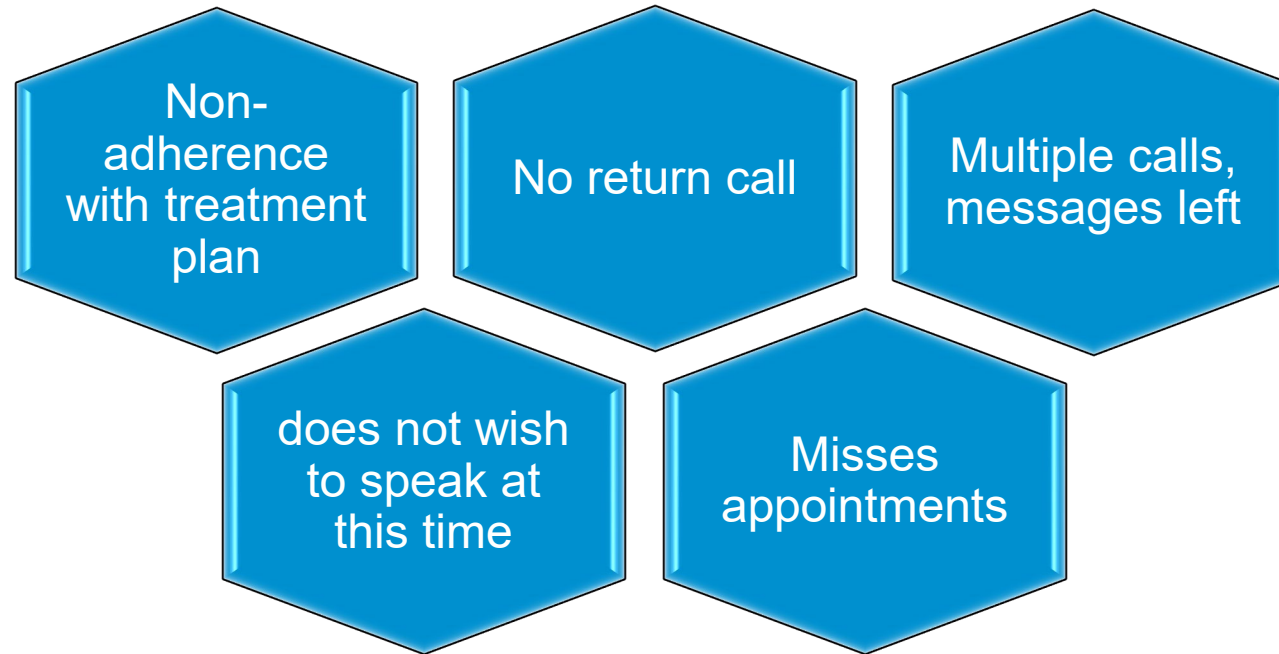 Non-
adherence
with treatment
plan
No return call
Multiple calls,
messages left
does not wish
to speak at
this time
Misses
appointments